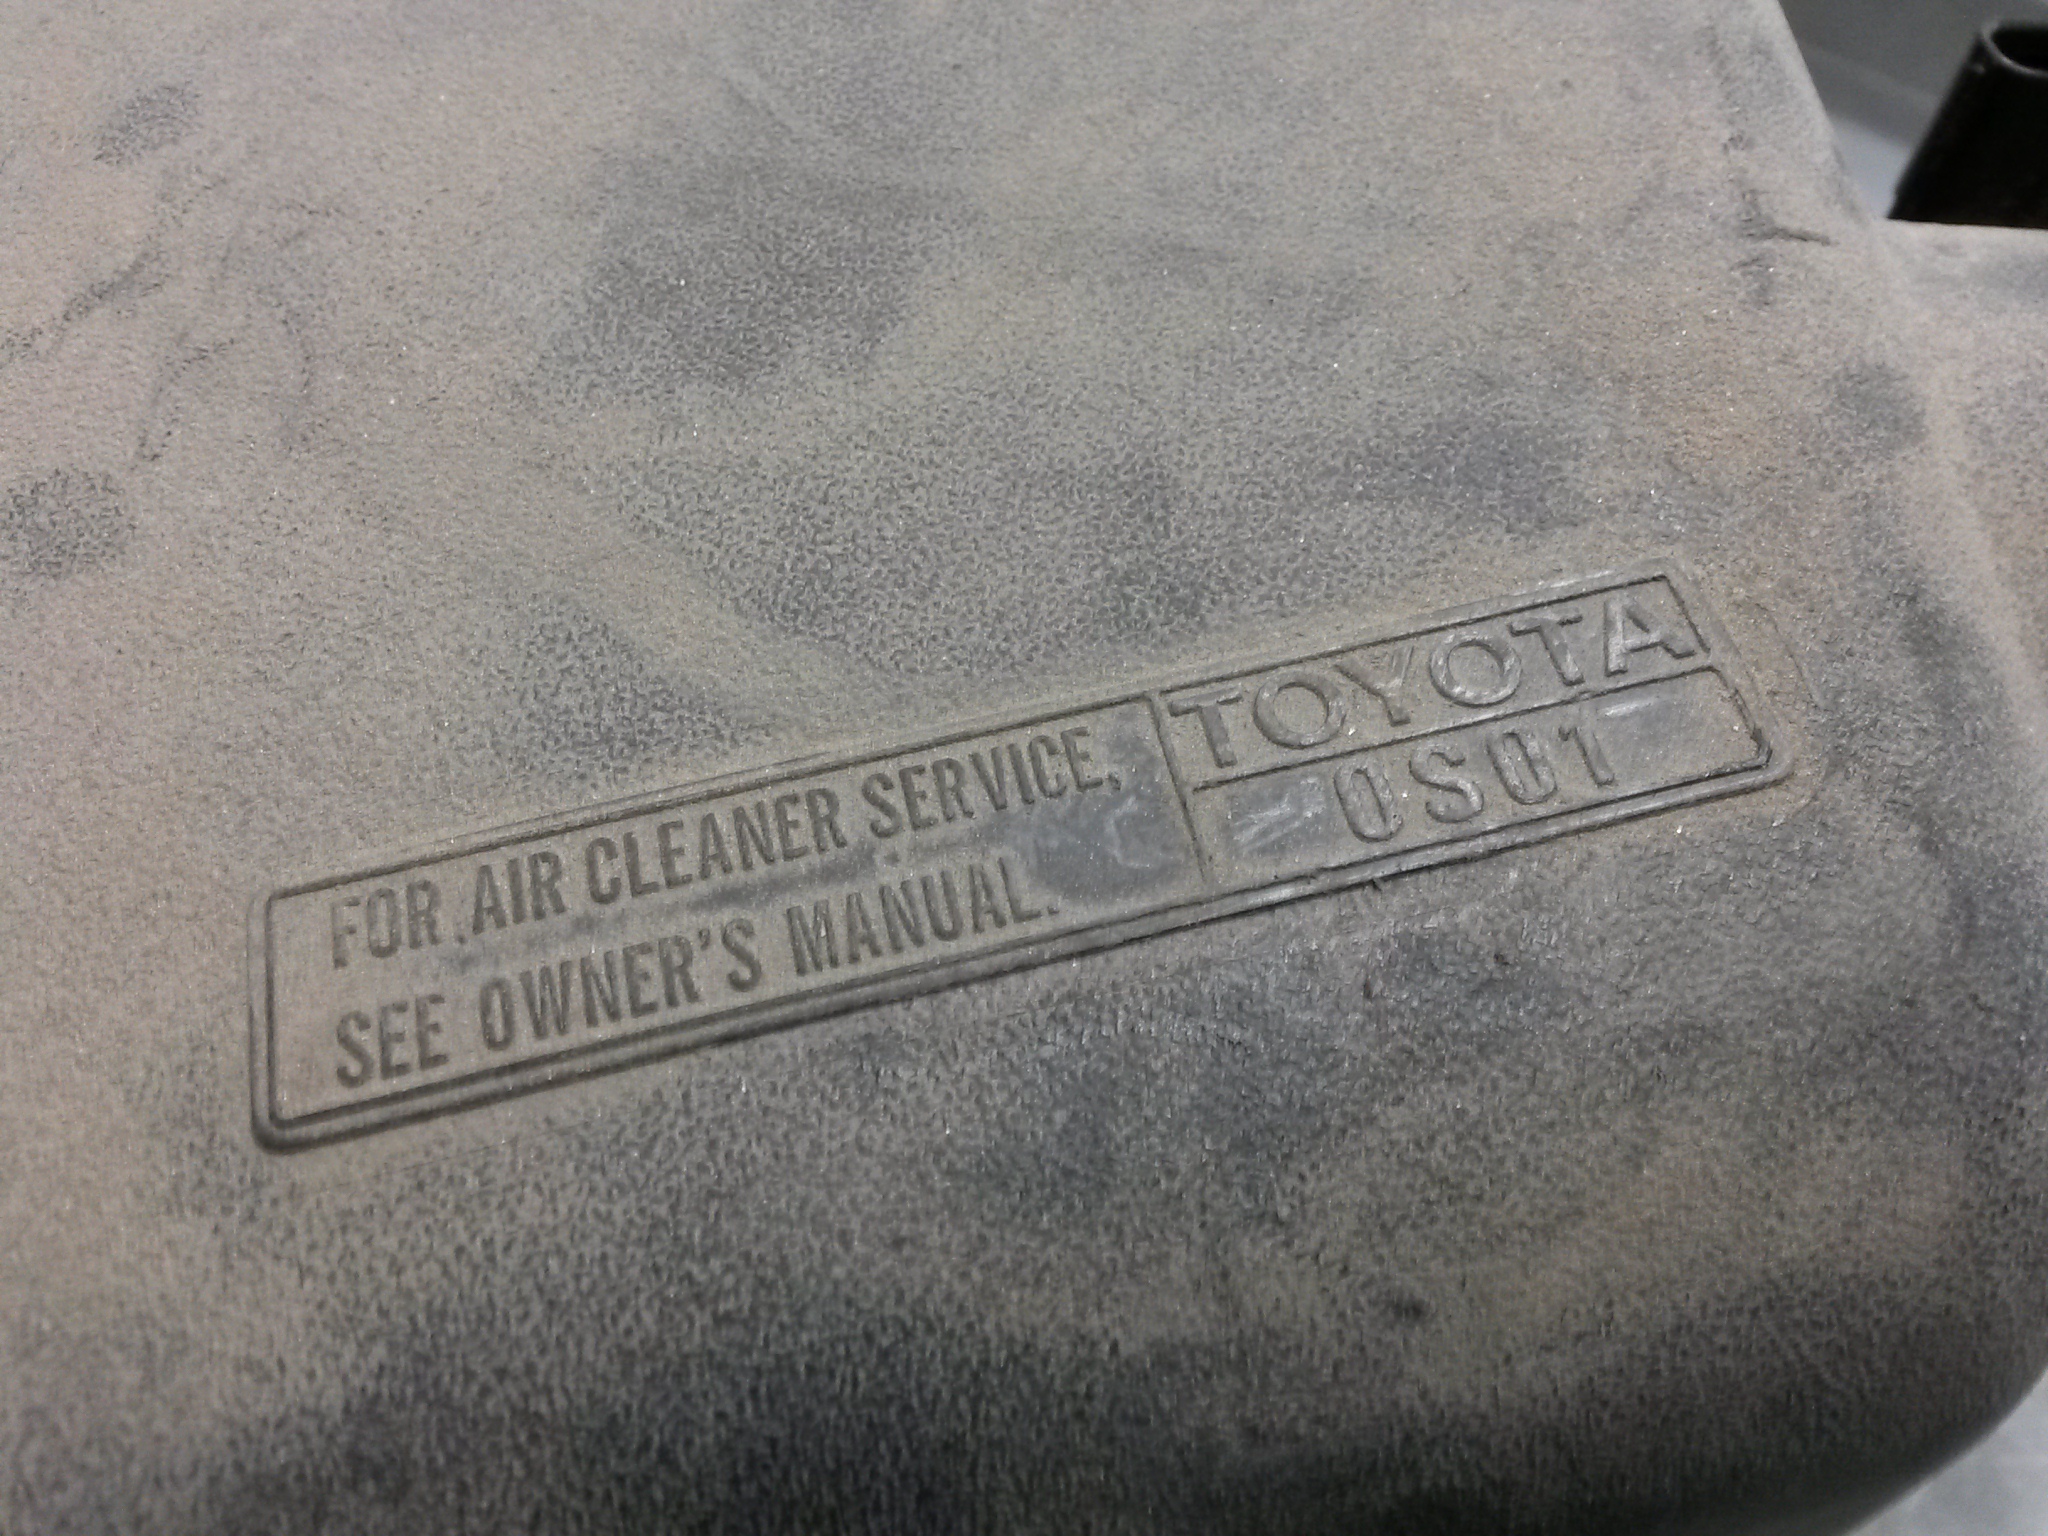 FOR AIR CLEANER SERVICE,
SEE OWNER'S MANUAL.
TOYOTA
0S01